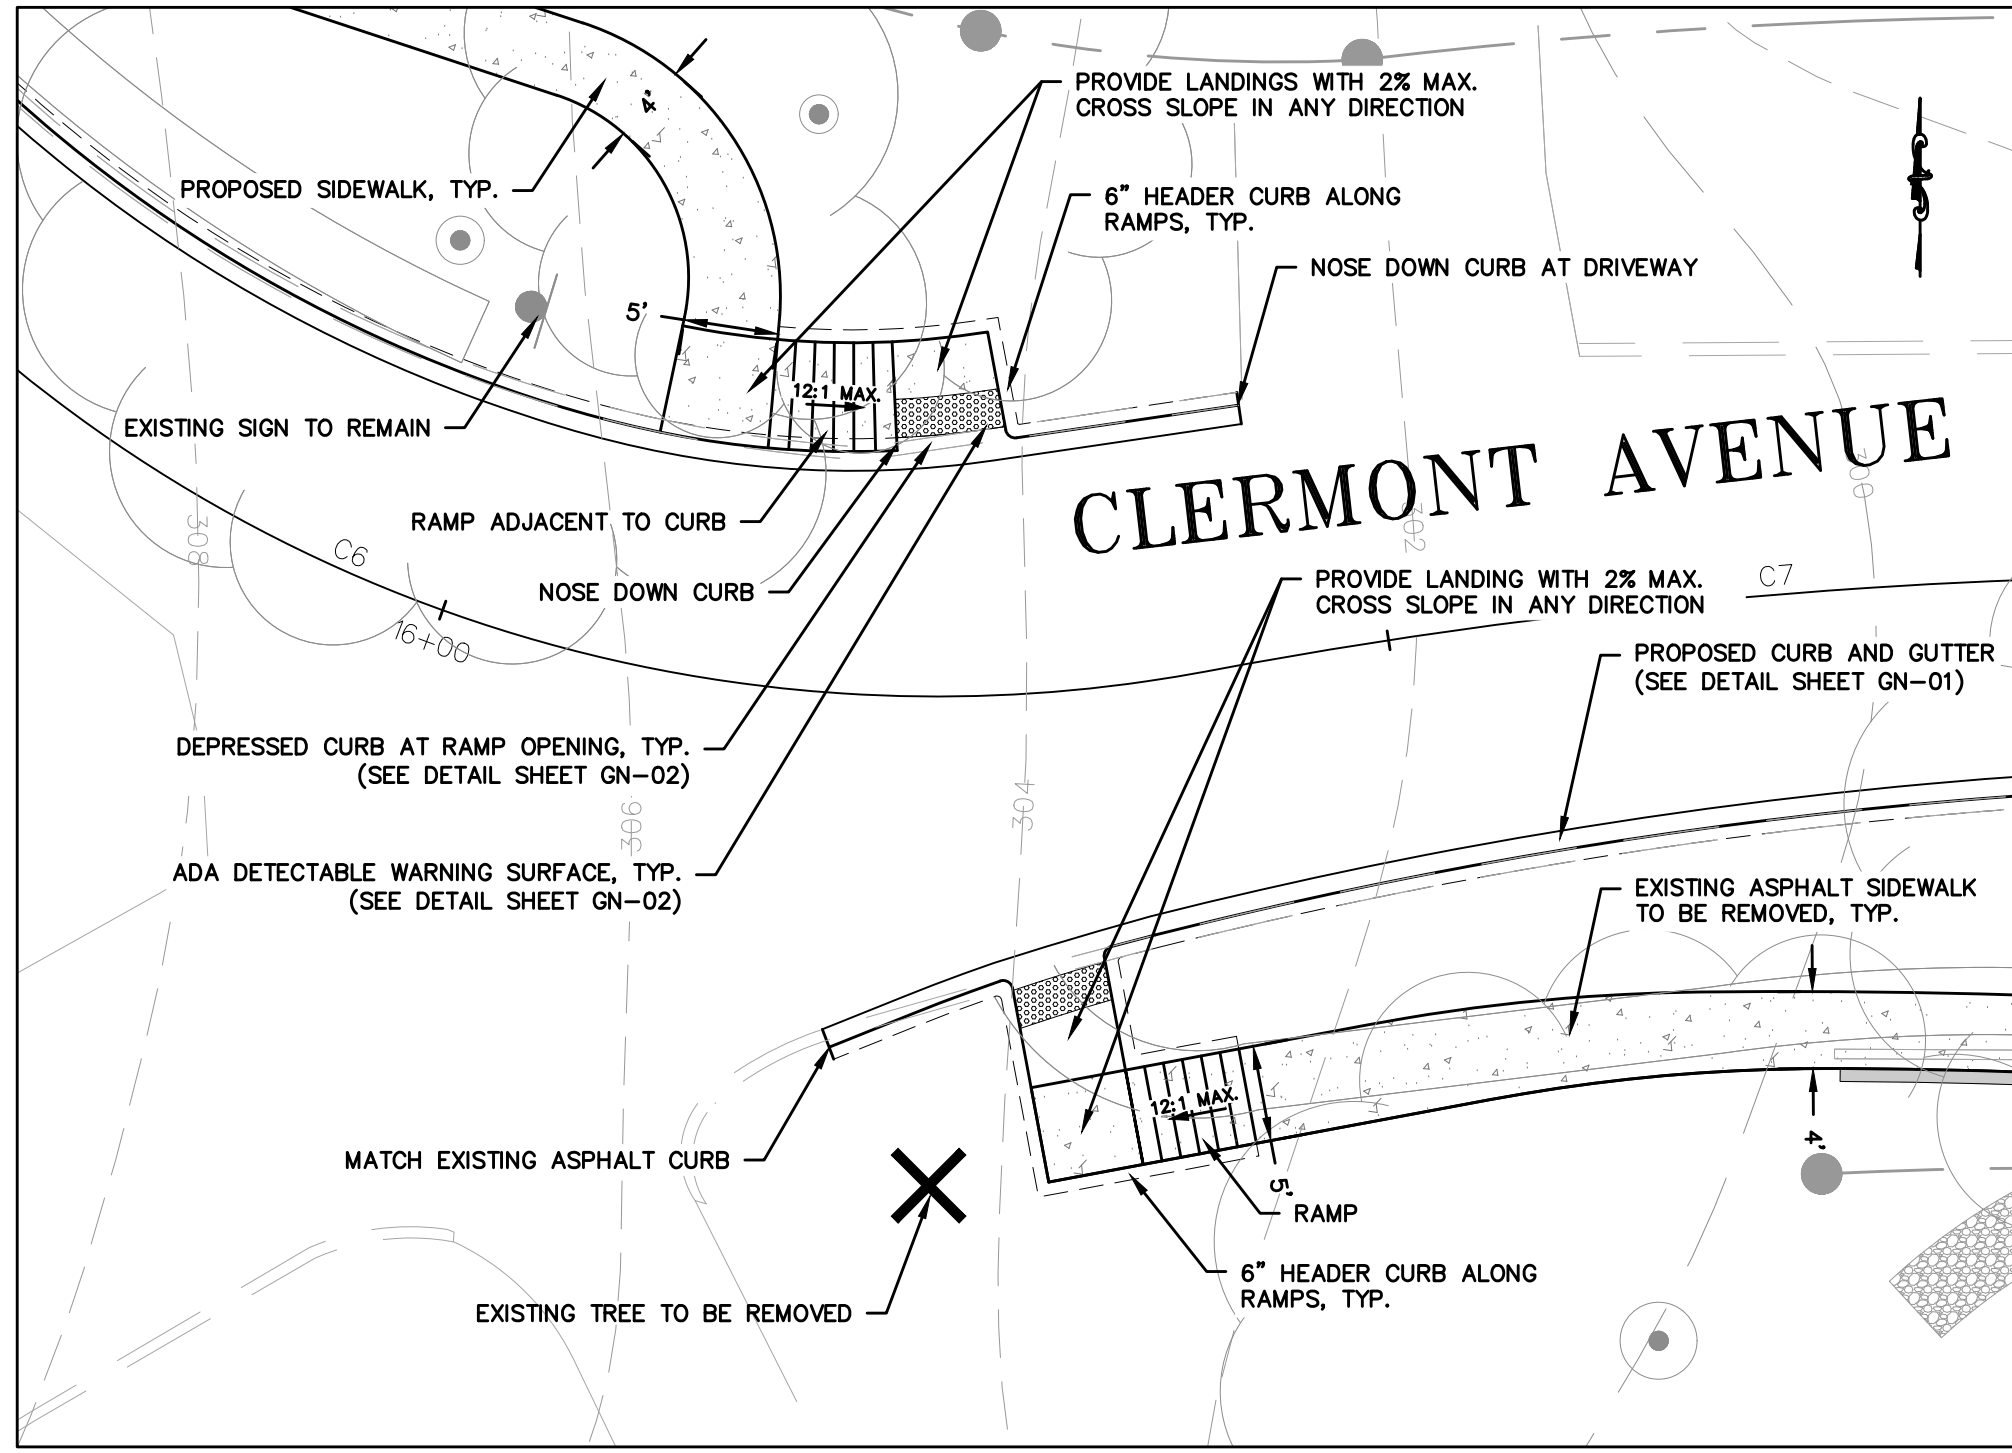 PROVIDE LANDINGS WITH 2% MAX.
CROSS SLOPE IN ANY DIRECTION
4'
PROPOSED SIDEWALK, TYP.
6" HEADER CURB ALONG
RAMPS, TYP.
NOSE DOWN CURB AT DRIVEWAY
5'
12:1 MAX.
EXISTING SIGN TO REMAIN
CLERMONT AVENUE
RAMP ADJACENT TO CURB
308
C6
302
300
NOSE DOWN CURB
16+00
PROVIDE LANDING WITH 2% MAX.
CROSS SLOPE IN ANY DIRECTION
C7
PROPOSED CURB AND GUTTER
(SEE DETAIL SHEET GN-01)
DEPRESSED CURB AT RAMP OPENING, TYP.
(SEE DETAIL SHEET GN-02)
306
304
ADA DETECTABLE WARNING SURFACE, TYP.
(SEE DETAIL SHEET GN-02)
EXISTING ASPHALT SIDEWALK
TO BE REMOVED, TYP.
12:1 MAX.
4'
MATCH EXISTING ASPHALT CURB
5'
RAMP
6" HEADER CURB ALONG
RAMPS, TYP.
EXISTING TREE TO BE REMOVED